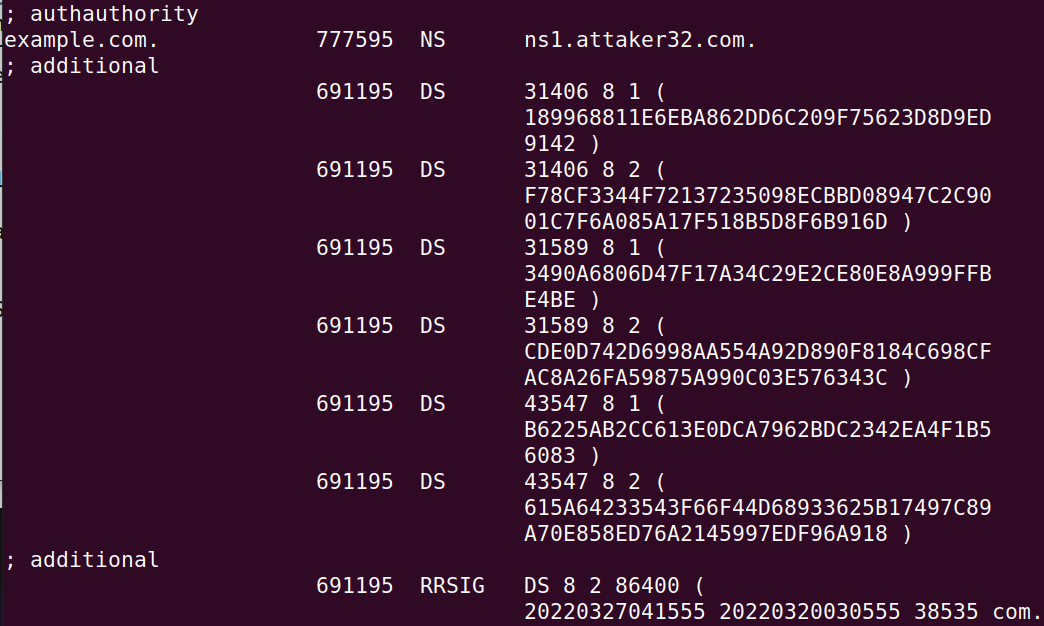 ; authauthority
example.com. 777595 NS ns1.attaker32.com.
; additional
691195 DS 31406 8 1 (
189968811E6EBA862DD6C209F75623D8D9ED
9142 )
691195 DS 31406 8 2 (
F78CF3344F72137235098ECBBD08947C2C90
01C7F6A085A17F518B5D8F6B916D )
691195 DS 31589 8 1 (
3490A6806D47F17A34C29E2CE80E8A999FFB
E4BE )
691195 DS 31589 8 2 (
CDE0D742D6998AA554A92D890F8184C698CF
AC8A26FA59875A990C03E576343C )
691195 DS 43547 8 1 (
B6225AB2CC613E0DCA7962BDC2342EA4F1B5
6083 )
691195 DS 43547 8 2 (
615A64233543F66F44D68933625B17497C89
A70E858ED76A2145997EDF96A918 )
; additional
691195 RRSIG DS 8 2 86400 (
20220327041555 20220320030555 38535 com.